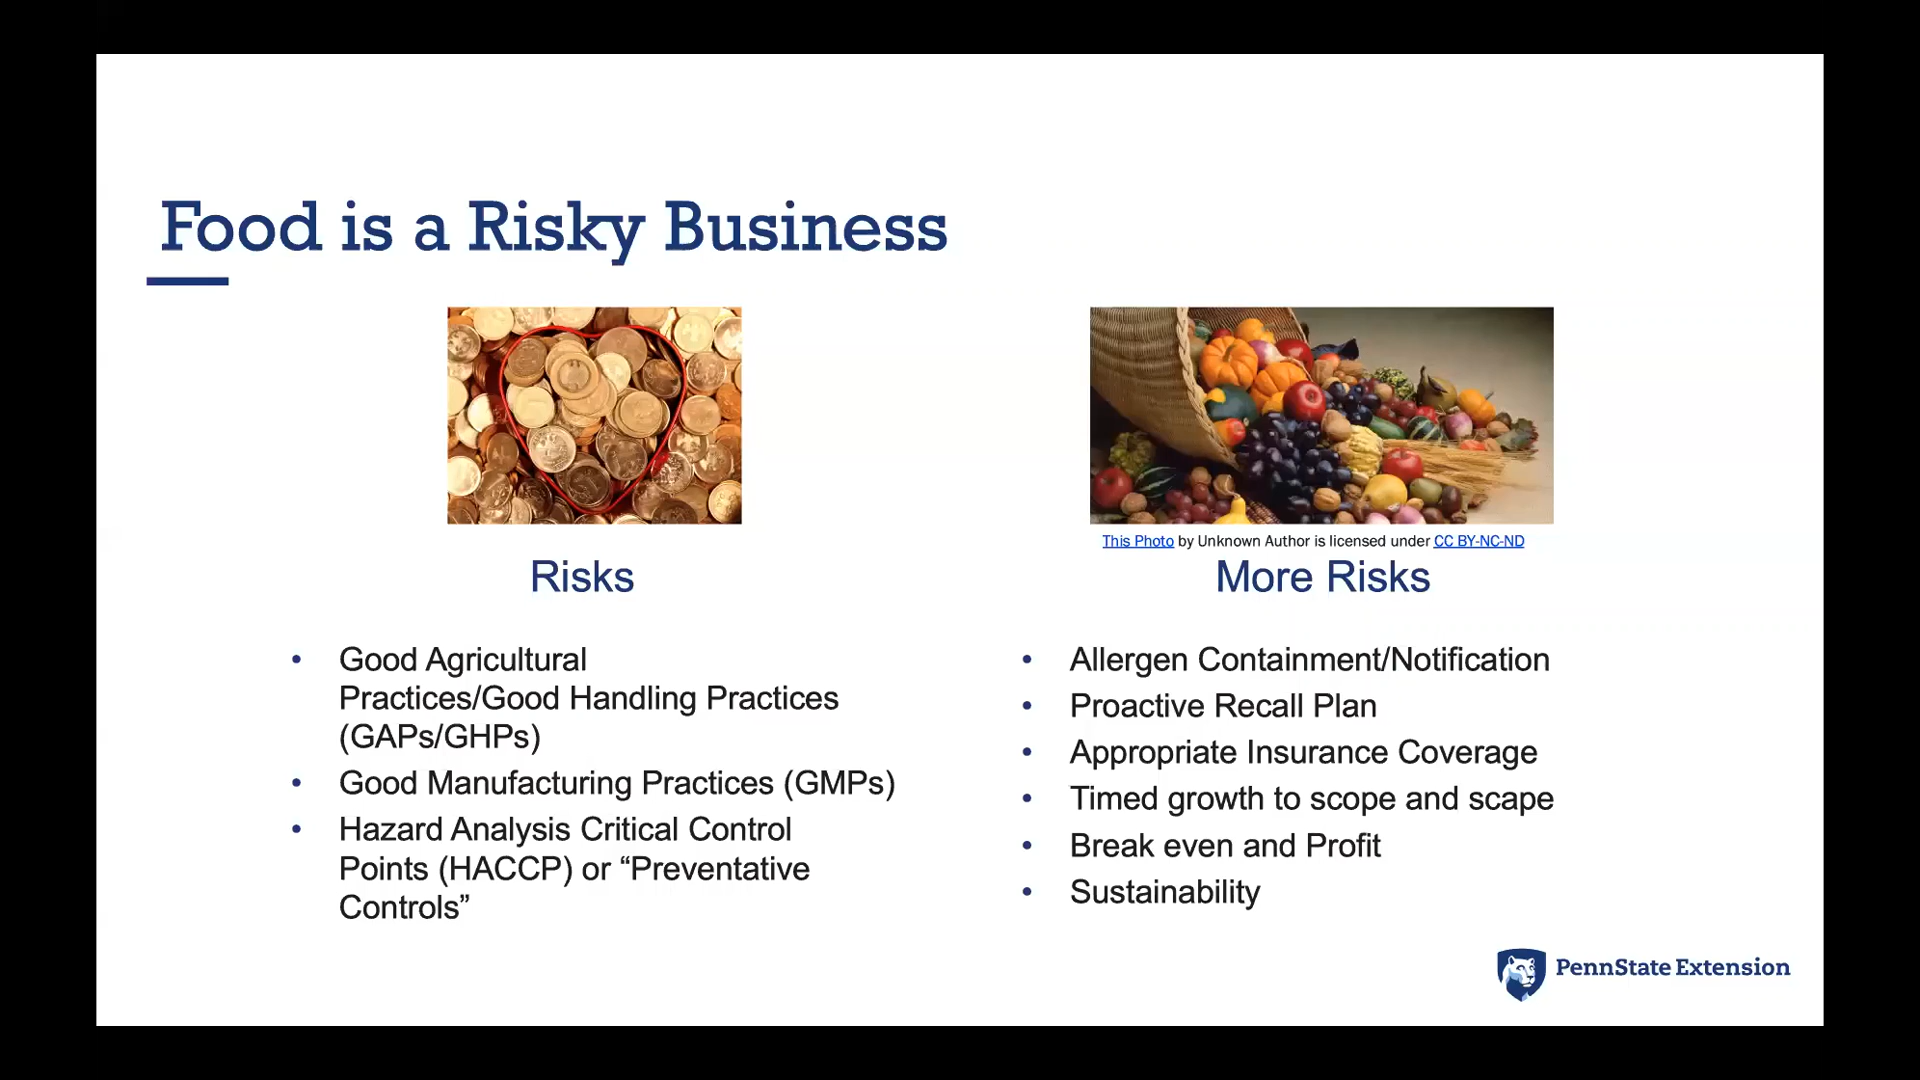 Food is a Risky Business
This Photo by Unknown Author is licensed under CC BY-NC-ND
Risks
• Good Agricultural
Practices/Good Handling Practices
(GAPs/GHPs)
• Good Manufacturing Practices (GMPs)
• Hazard Analysis Critical Control
Points (HACCP) or “Preventative
Controls”
More Risks
• Allergen Containment/Notification
• Proactive Recall Plan
• Appropriate Insurance Coverage
• Timed growth to scope and scape
• Break even and Profit
• Sustainability
PennState Extension